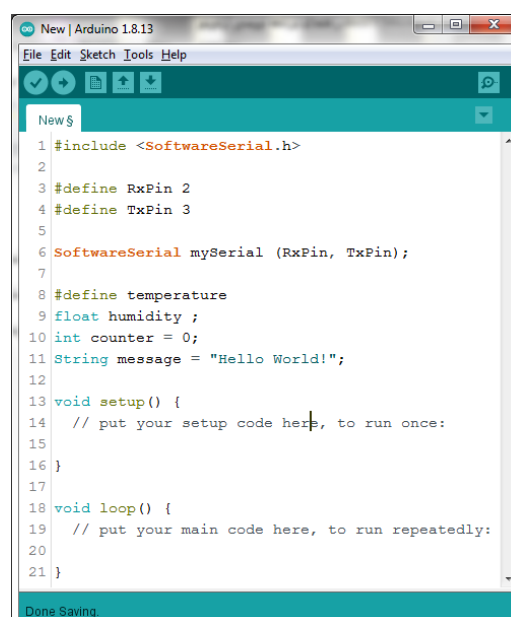 New | Arduino 1.8.13
File Edit Sketch Tools Help
New §
1 #include <SoftwareSerial.h>
2
3 #define RxPin 2
4 #define TxPin 3
5
6 SoftwareSerial mySerial (RxPin, TxPin);
7
8 #define temperature
9 float humidity ;
10 int counter = 0;
11 String message = "Hello World!";
12
13 void setup() {
14 // put your setup code here, to run once:
15
16 }
17
18 void loop() {
19 // put your main code here, to run repeatedly:
20
21 }
Done Saving.